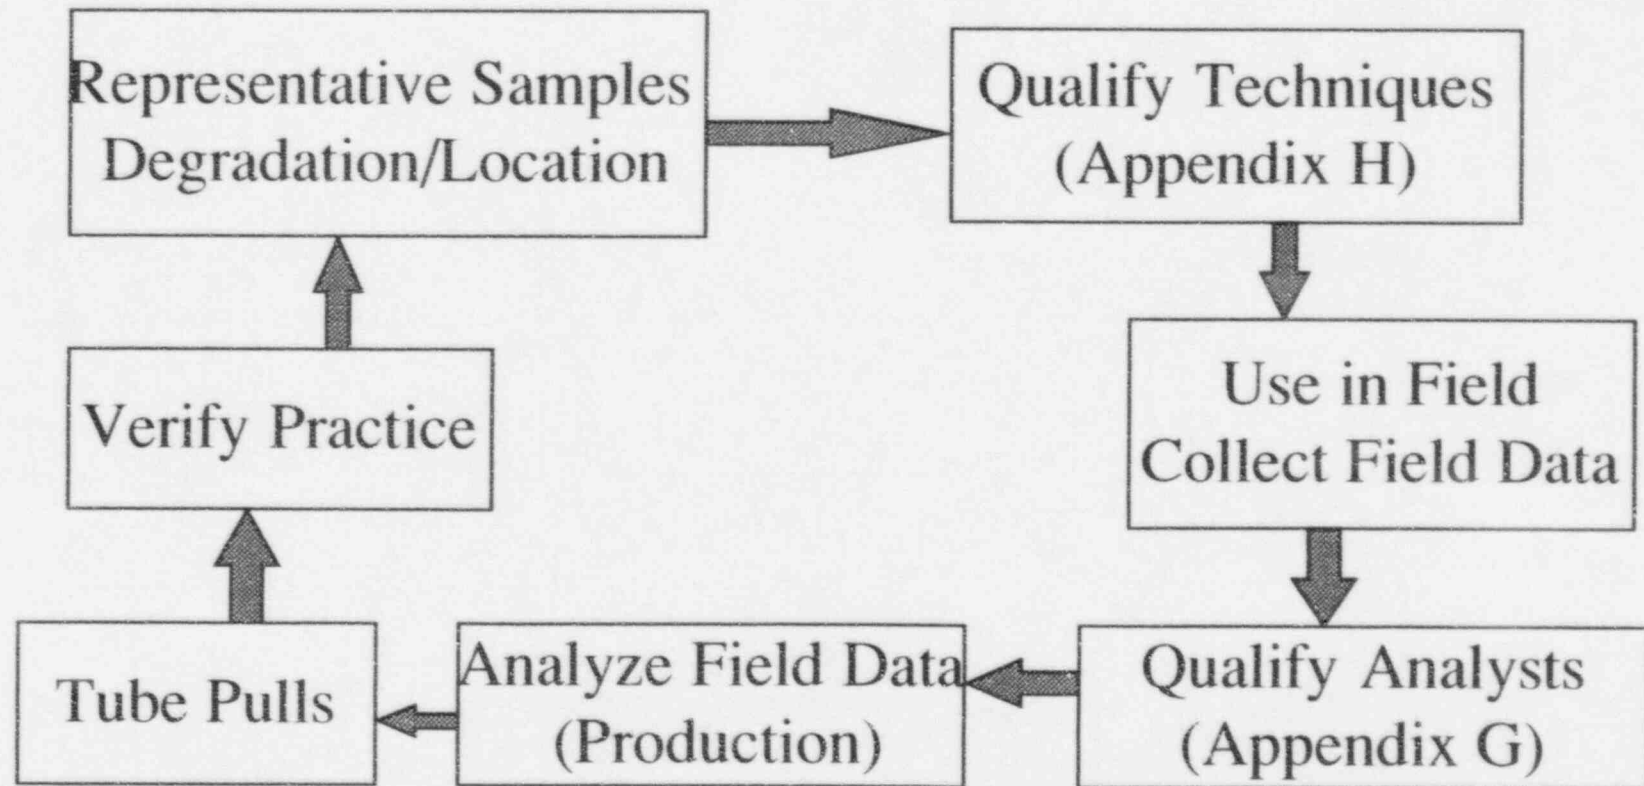 Representative Samples
Degradation/Location
Qualify Techniques
(Appendix H)
Use in Field
Collect Field Data
Qualify Analysts
(Appendix G)
Analyze Field Data
(Production)
Tube Pulls
Verify Practice